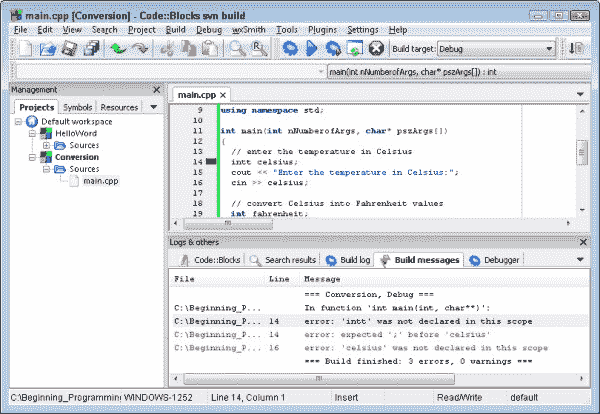 main.cpp [Conversion] - Code::Blocks svn build
File Edit View Search Project Build Debug wxSmith Tools Plugins Settings Help
Build target: Debug
main(int nNumberofArgs, char* pszArgs[]) : int
Management
Projects Symbols Resources
Default workspace
HelloWord
Sources
Conversion
Sources
main.cpp
main.cpp
9 using namespace std;
10
11 int main(int nNumberofArgs, char* pszArgs[])
12 {
13 // enter the temperature in Celsius
14 intt celsius;
15 cout << "Enter the temperature in Celsius:";
16 cin >> celsius;
17
18 // convert Celsius into Fahrenheit values
19 int fahrenheit;
Logs & others
Code::Blocks Search results Build log Build messages Debugger
File Line Message
=== Conversion, Debug ===
C:\Beginning_P... In function 'int main(int, char**)':
C:\Beginning_P... 14 error: 'intt' was not declared in this scope
C:\Beginning_P... 14 error: expected ';' before 'celsius'
C:\Beginning_P... 16 error: 'celsius' was not declared in this scope
=== Build finished: 3 errors, 0 warnings ===
C:\Beginning_Programming WINDOWS-1252 Line 14, Column 1 Insert Read/Write default